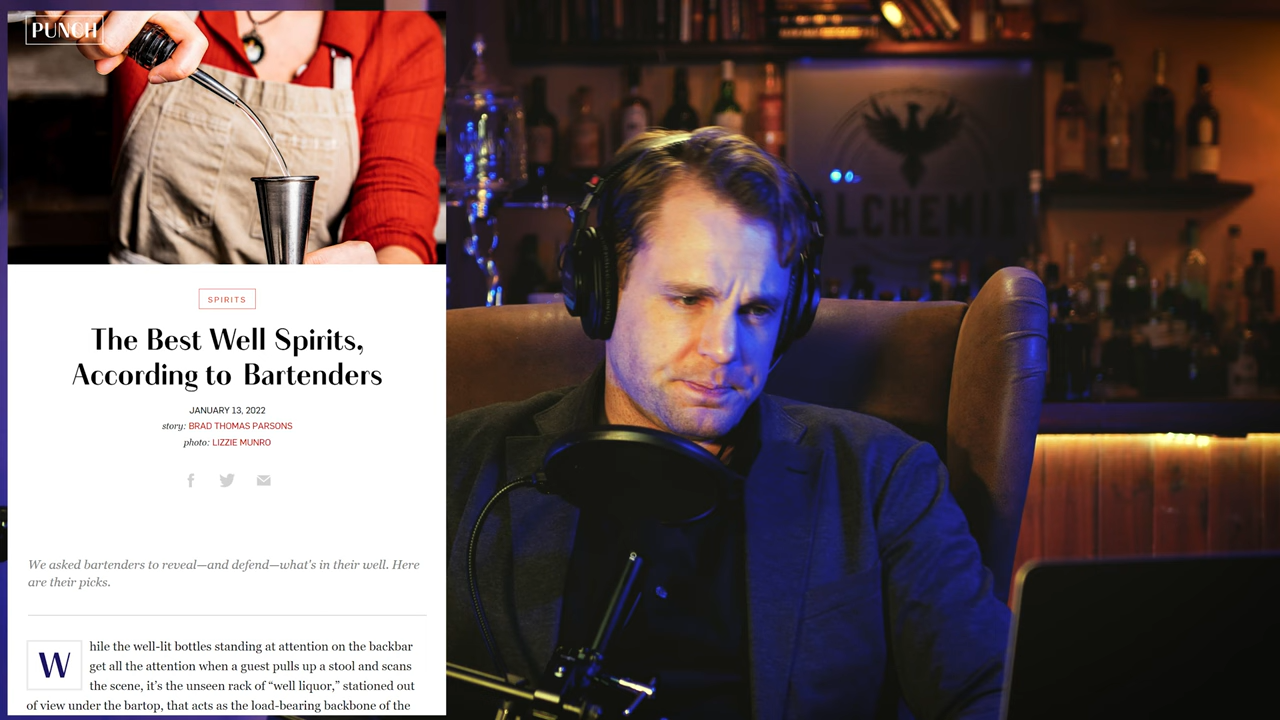 PUNCH
SPIRITS
The Best Well Spirits,
According to Bartenders
JANUARY 13, 2022
story: BRAD THOMAS PARSONS
photo: LIZZIE MUNRO
We asked bartenders to reveal—and defend—what's in their well. Here
are their picks.
While the well-lit bottles standing at attention on the backbar
get all the attention when a guest pulls up a stool and scans
the scene, it's the unseen rack of “well liquor,” stationed out
of view under the bartop, that acts as the load-bearing backbone of the
ALCHEMI